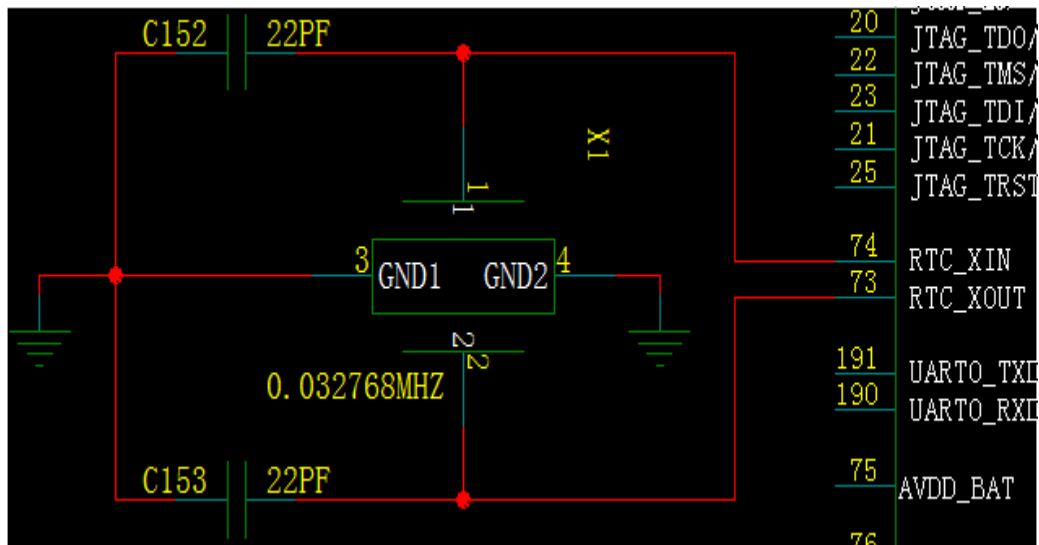 C152 22PF
20
JTAG_TDO/
22
JTAG_TMS/
23
JTAG_TDI/
21
JTAG_TCK/
25
JTAG_TRST
X1
1
1
74
RTC_XIN
3 GND1 GND2 4
73
RTC_XOUT
2
2
0.032768MHZ
191
UART0_TXD
190
UART0_RXD
C153 22PF
75
AVDD_BAT
76